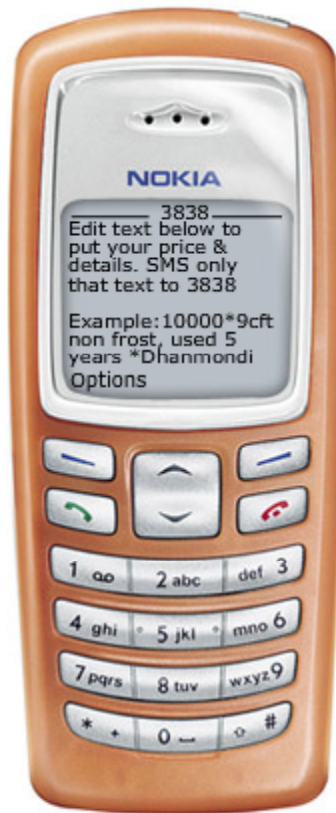 NOKIA
3838
Edit text below to
put your price &
details. SMS only
that text to 3838
Example:10000*9cft
non frost, used 5
years *Dhanmondi
Options
1 2 abc def 3
4 ghi 5 jkl mno 6
7 pqrs 8 tuv wxyz 9
* + 0 #